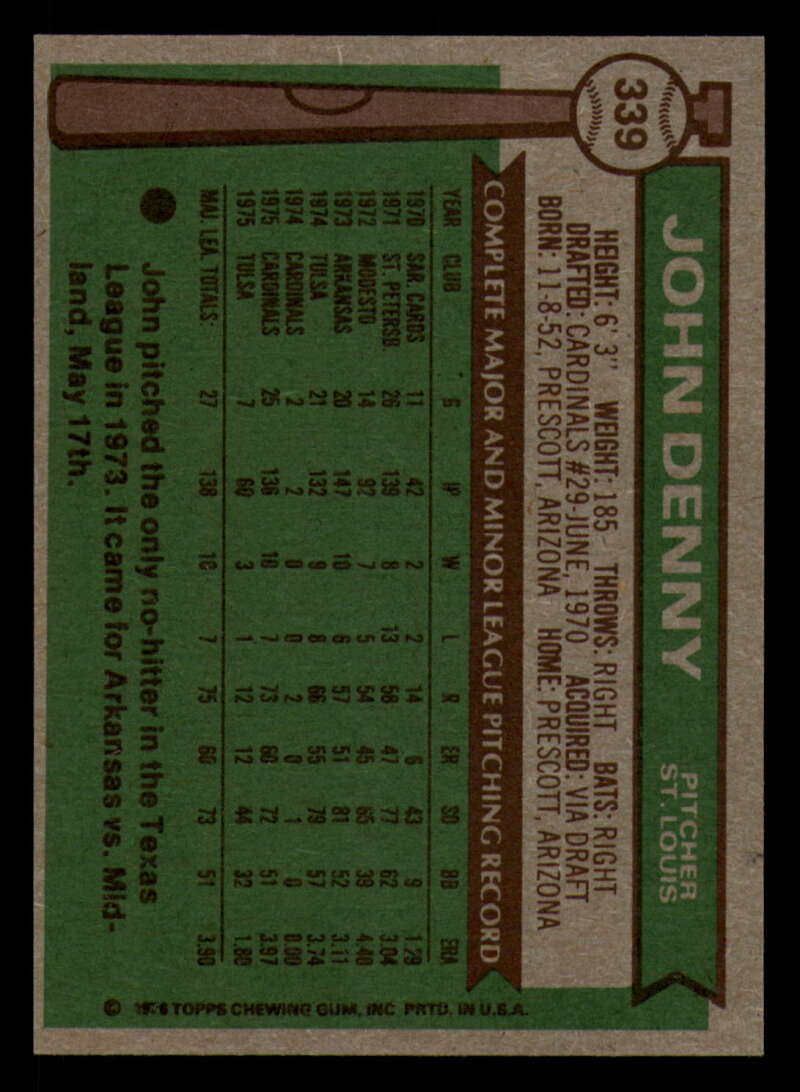 339
JOHN DENNY
PITCHER
ST. LOUIS
HEIGHT: 6' 3" WEIGHT: 185 THROWS: RIGHT BATS: RIGHT
DRAFTED: CARDINALS #29-JUNE, 1970 ACQUIRED: VIA DRAFT
BORN: 11-8-52, PRESCOTT, ARIZONA HOME: PRESCOTT, ARIZONA
COMPLETE MAJOR AND MINOR LEAGUE PITCHING RECORD
YEAR CLUB G IP W L R ER SO BB ERA
1970 SAR. CARDS 11 42 2 2 14 6 43 9 1.29
1971 ST. PETERSB. 26 139 8 13 58 47 77 62 3.04
1972 MODESTO 14 92 7 5 54 45 65 39 4.40
1973 ARKANSAS 20 147 10 6 57 51 81 52 3.11
1974 TULSA 21 132 9 8 66 55 79 57 3.74
1974 CARDINALS 2 2 0 0 2 0 1 0 0.00
1975 CARDINALS 25 136 10 7 73 60 72 51 3.97
1975 TULSA 7 60 3 1 12 12 44 32 1.80
MAJ. LEA. TOTALS: 27 138 10 7 75 60 73 51 3.90
John pitched the only no-hitter in the Texas
League in 1973. It came for Arkansas vs. Mid-
land, May 17th.
© 1976 TOPPS CHEWING GUM, INC. PRTD. IN U.S.A.